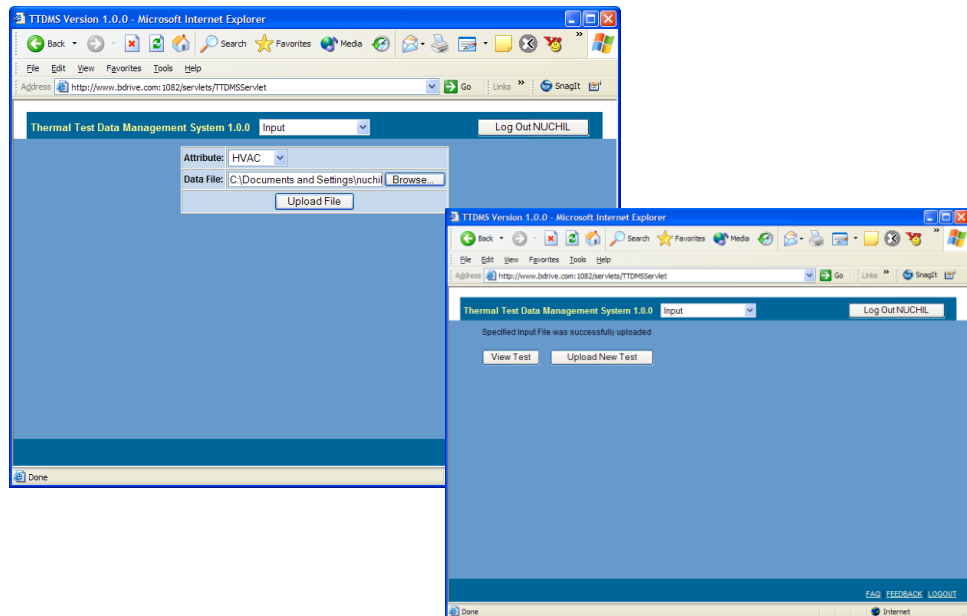 TTDMS Version 1.0.0 - Microsoft Internet Explorer
Back Search Favorites Media »
File Edit View Favorites Tools Help
Address http://www.bdrive.com:1082/servlets/TTDMSServlet Go Links » SnagIt
Thermal Test Data Management System 1.0.0 Input Log Out NUCHIL
Attribute: HVAC
Data File: C:\Documents and Settings\nuchil Browse...
Upload File
Done
TTDMS Version 1.0.0 - Microsoft Internet Explorer
Back Search Favorites Media »
File Edit View Favorites Tools Help
Address http://www.bdrive.com:1082/servlets/TTDMSServlet Go Links » SnagIt
Thermal Test Data Management System 1.0.0 Input Log Out NUCHIL
Specified Input File was successfully uploaded
View Test Upload New Test
FAQ FEEDBACK LOGOUT
Done Internet